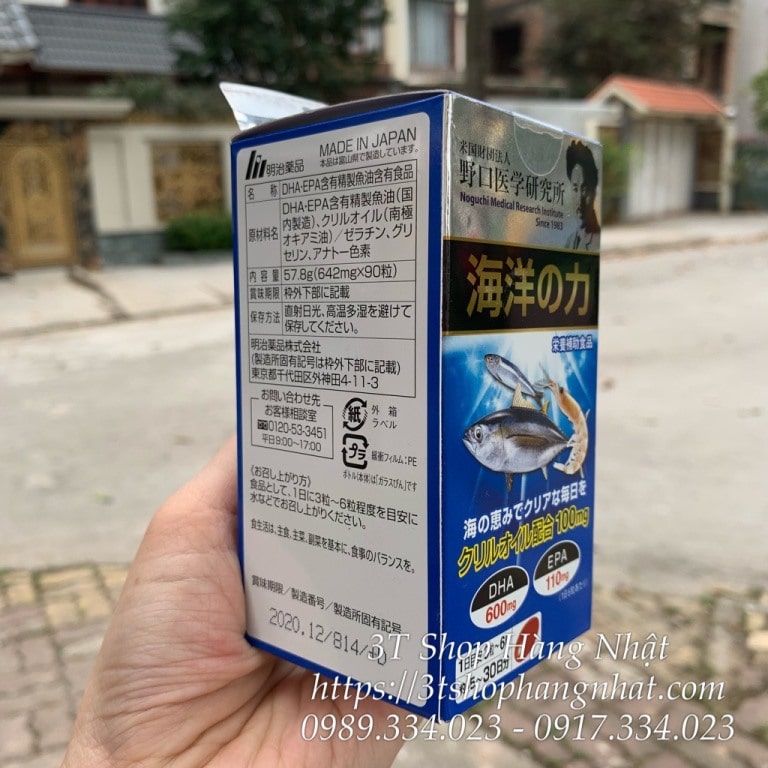 明治薬品
MADE IN JAPAN
本品は富山県で製造しています。
名 称 DHA・EPA含有精製魚油含有食品
原材料名 DHA・EPA含有精製魚油(国
内製造)、クリルオイル(南極
オキアミ油)/ゼラチン、グリ
セリン、アナトー色素
内 容 量 57.8g(642mg×90粒)
賞味期限 枠外下部に記載
保存方法 直射日光、高温多湿を避けて
保存してください。
明治薬品株式会社
(製造所固有記号は枠外下部に記載)
東京都千代田区外神田4-11-3
お問い合わせ先
お客様相談室
0120-53-3451
平日9:00〜17:00
紙 外 箱
ラベル
プラ 緩衝フィルム:PE
ボトル(本体)は「ガラスびん」です
《お召し上がり方》
食品として、1日に3粒〜6粒程度を目安に
水などでお召し上がりください。
食生活は、主食、主菜、副菜を基本に、食事のバランスを。
賞味期限/製造番号/製造所固有記号
2020.12/814/
米国財団法人
野口医学研究所
Noguchi Medical Research Institute
Since 1983
海洋の力
栄養補助食品
海の恵みでクリアな毎日を
クリルオイル配合100mg
DHA
600mg
EPA
110mg
〜30日分
3T Shop Hàng Nhật
https://3tshophangnhat.com/
0989.334.023 - 0917.334.023